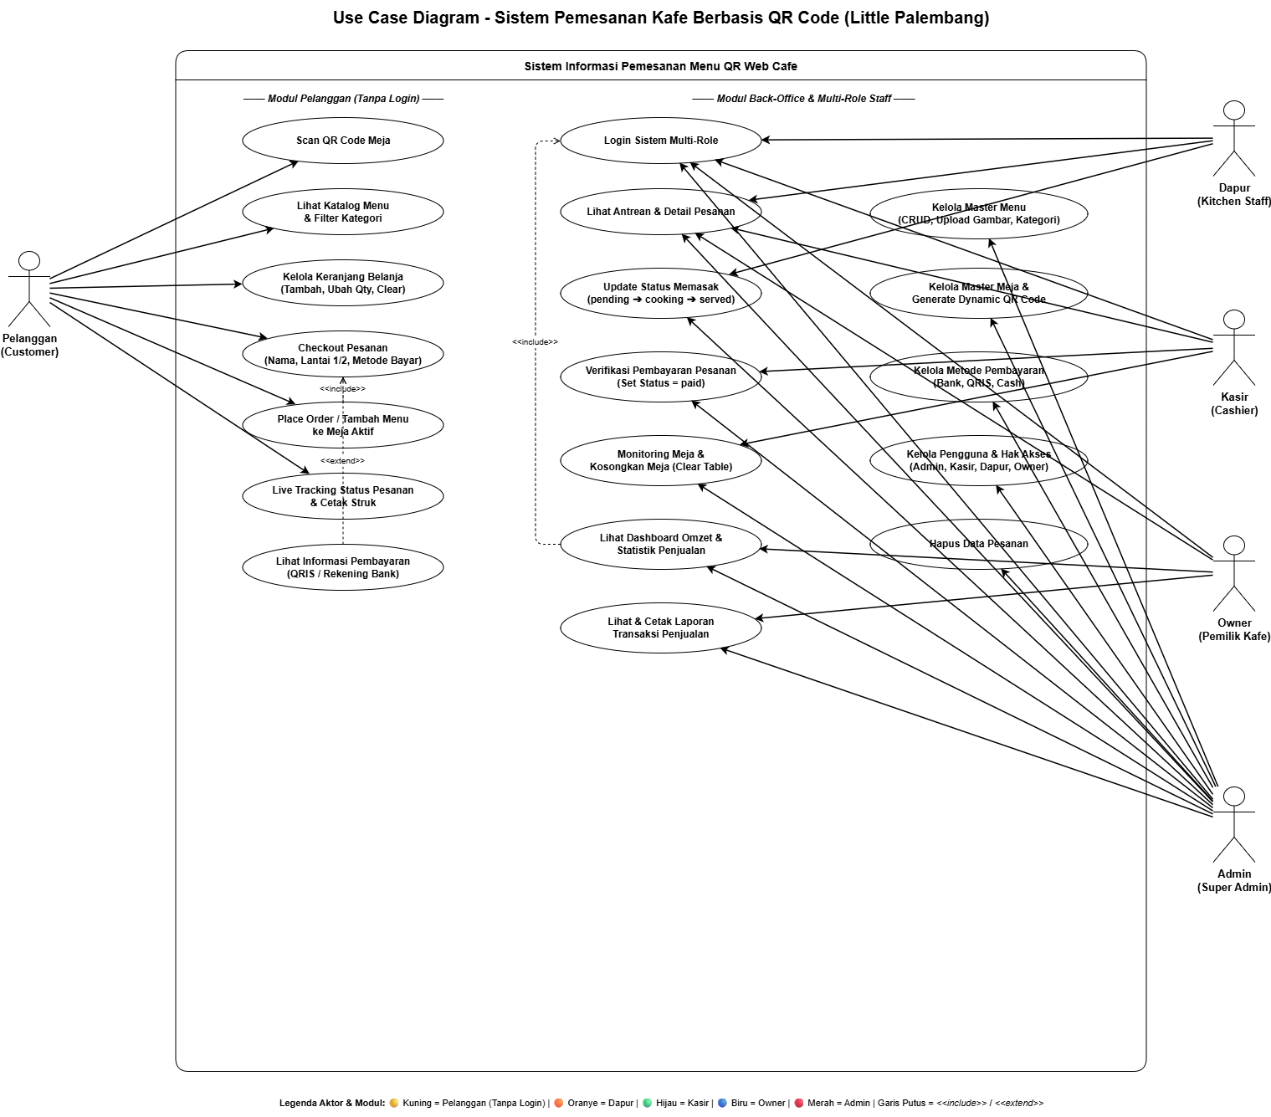 Use Case Diagram - Sistem Pemesanan Kafe Berbasis QR Code (Little Palembang)
Sistem Informasi Pemesanan Menu QR Web Cafe
Modul Pelanggan (Tanpa Login)
Scan QR Code Meja
Lihat Katalog Menu
& Filter Kategori
Kelola Keranjang Belanja
(Tambah, Ubah Qty, Clear)
Checkout Pesanan
(Nama, Lantai 1/2, Metode Bayar)
<<include>>
Place Order / Tambah Menu
ke Meja Aktif
<<extend>>
Live Tracking Status Pesanan
& Cetak Struk
Lihat Informasi Pembayaran
(QRIS / Rekening Bank)
Pelanggan
(Customer)
Modul Back-Office & Multi-Role Staff
Login Sistem Multi-Role
Lihat Antrean & Detail Pesanan
Update Status Memasak
(pending ➔ cooking ➔ served)
<<include>>
Verifikasi Pembayaran Pesanan
(Set Status = paid)
Monitoring Meja &
Kosongkan Meja (Clear Table)
Lihat Dashboard Omzet &
Statistik Penjualan
Lihat & Cetak Laporan
Transaksi Penjualan
Kelola Master Menu
(CRUD, Upload Gambar, Kategori)
Kelola Master Meja &
Generate Dynamic QR Code
Kelola Metode Pembayaran
(Bank, QRIS, Cash)
Kelola Pengguna & Hak Akses
(Admin, Kasir, Dapur, Owner)
Hapus Data Pesanan
Dapur
(Kitchen Staff)
Kasir
(Cashier)
Owner
(Pemilik Kafe)
Admin
(Super Admin)
Legenda Aktor & Modul: Kuning = Pelanggan (Tanpa Login) | Oranye = Dapur | Hijau = Kasir | Biru = Owner | Merah = Admin | Garis Putus = <<include>> / <<extend>>